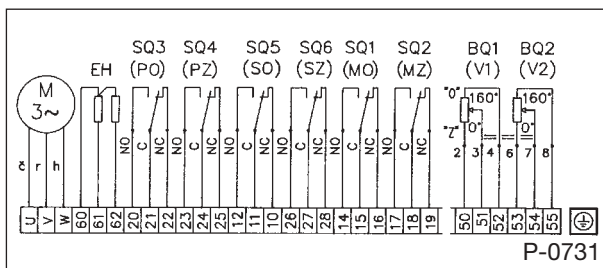 SQ3 SQ4 SQ5 SQ6 SQ1 SQ2 BQ1 BQ2
EH (PO) (PZ) (SO) (SZ) (MO) (MZ) (V1) (V2)
M
3~
"O" 160° 160°
"Z" 0° 0°
č r h
NO C NC NO C NC NO C NC NO C NC NO C NC NO C NC
2 3 4 6 7 8
U V W 60 61 62 20 21 22 23 24 25 12 11 10 26 27 28 14 15 16 17 18 19 50 51 52 53 54 55
P-0731